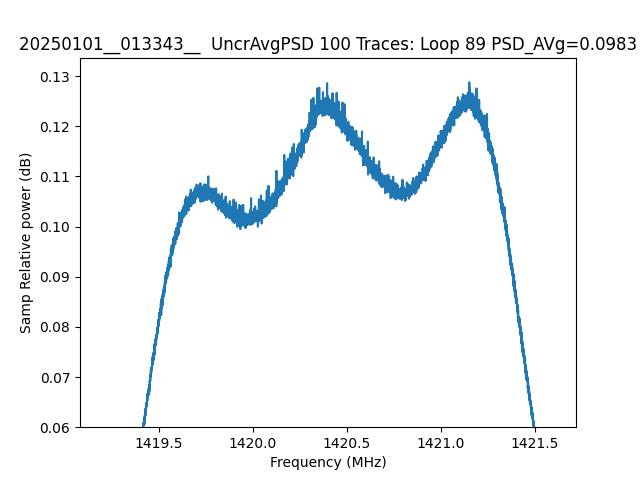 20250101__013343__  UncrAvgPSD 100 Traces: Loop 89 PSD_AVg=0.0983
0.13
0.12
0.11
0.10
0.09
0.08
0.07
0.06
Samp Relative power (dB)
1419.5 1420.0 1420.5 1421.0 1421.5
Frequency (MHz)